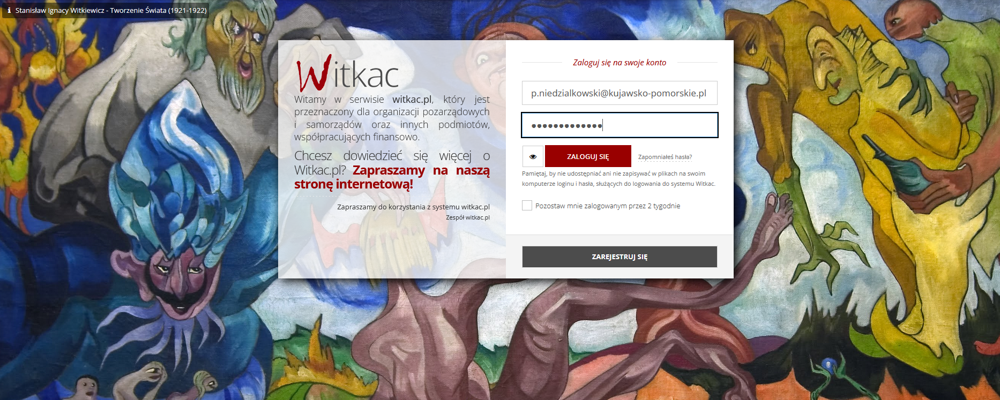 Stanisław Ignacy Witkiewicz - Tworzenie Świata (1921-1922)
Witkac
Witamy w serwisie witkac.pl, który jest
przeznaczony dla organizacji pozarządowych
i samorządów oraz innych podmiotów,
współpracujących finansowo.
Chcesz dowiedzieć się więcej o
Witkac.pl? Zapraszamy na naszą
stronę internetową!
Zapraszamy do korzystania z systemu witkac.pl
Zespół witkac.pl
Zaloguj się na swoje konto
p.niedzialkowski@kujawsko-pomorskie.pl
●●●●●●●●●●●●●
ZALOGUJ SIĘ
Zapomniałeś hasła?
Pamiętaj, by nie udostępniać ani nie zapisywać w plikach na swoim
komputerze loginu i hasła, służących do logowania do systemu Witkac.
Pozostaw mnie zalogowanym przez 2 tygodnie
ZAREJESTRUJ SIĘ